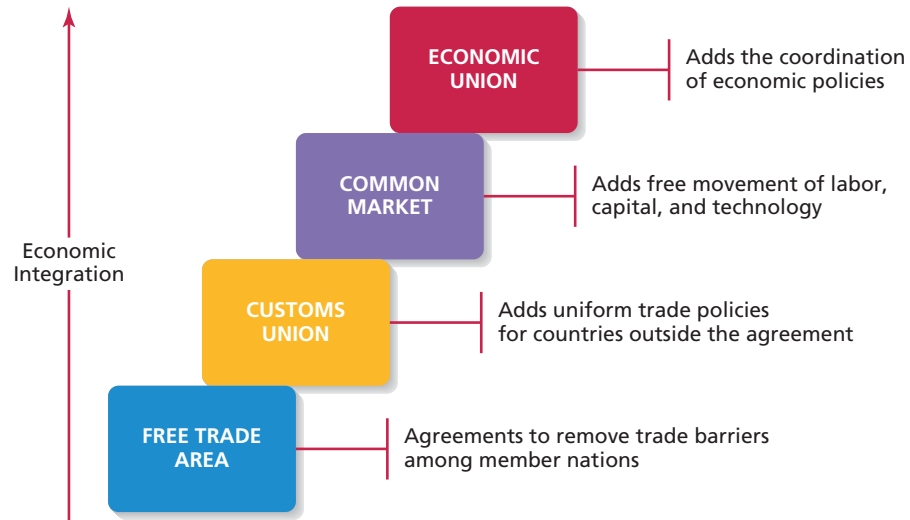 ECONOMIC
UNION
Adds the coordination
of economic policies
COMMON
MARKET
Adds free movement of labor,
capital, and technology
Economic
Integration
CUSTOMS
UNION
Adds uniform trade policies
for countries outside the agreement
FREE TRADE
AREA
Agreements to remove trade barriers
among member nations